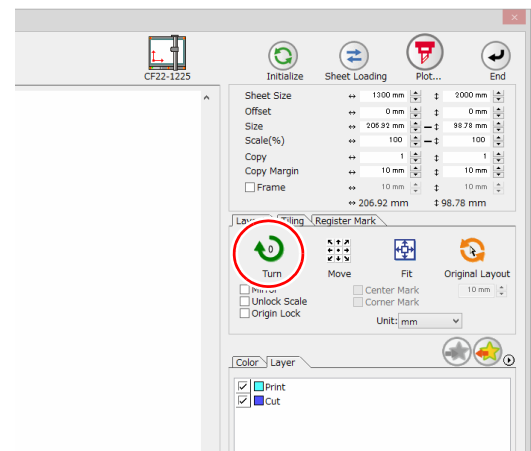 CF22-1225
Initialize
Sheet Loading
Plot...
End
Sheet Size 1300 mm 2000 mm
Offset 0 mm 0 mm
Size 206.92 mm 98.78 mm
Scale(%) 100 100
Copy 1 1
Copy Margin 10 mm 10 mm
Frame 10 mm 10 mm
206.92 mm 98.78 mm
Tiling Register Mark
0
Turn Move Fit Original Layout
Mirror Center Mark 10 mm
Unlock Scale Corner Mark
Origin Lock
Unit: mm
Color Layer
Print
Cut